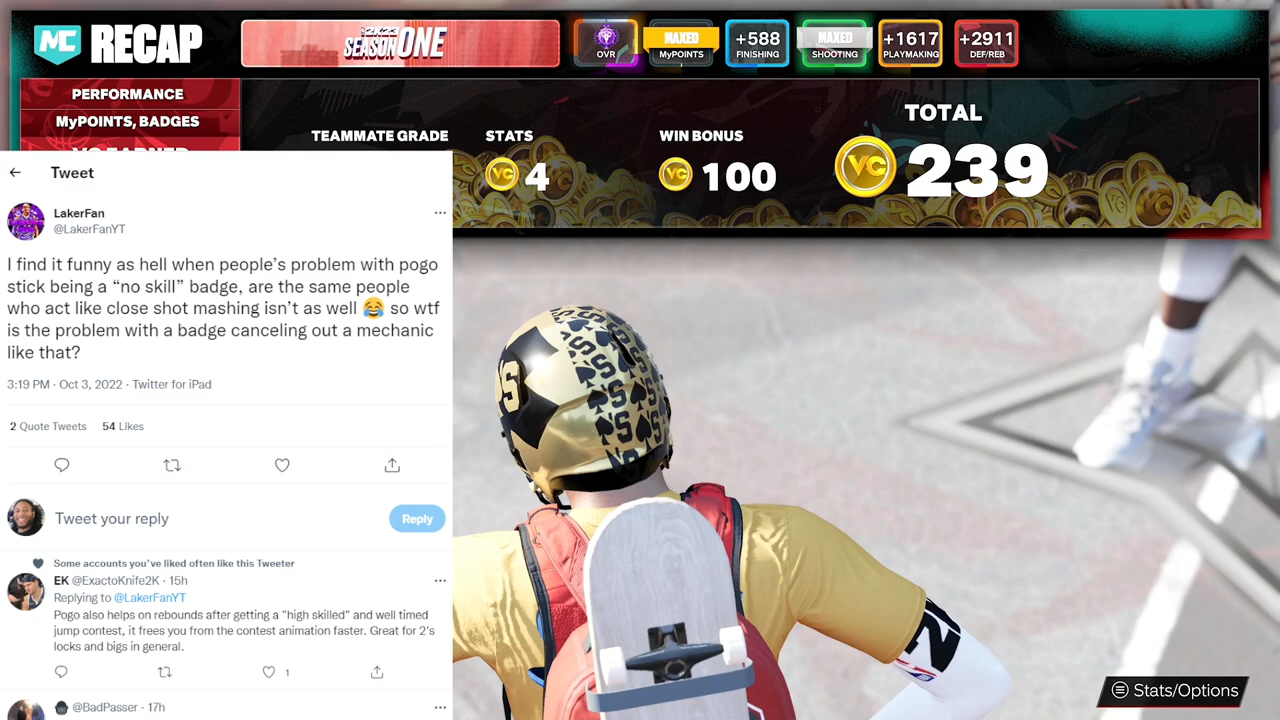 MC RECAP
2K23 SEASON ONE
OVR
MAXED MyPOINTS
+588 FINISHING
MAXED SHOOTING
+1617 PLAYMAKING
+2911 DEF/REB
PERFORMANCE
MyPOINTS, BADGES
TEAMMATE GRADE
STATS
VC 4
WIN BONUS
VC 100
TOTAL
VC 239
Tweet
LakerFan
@LakerFanYT
I find it funny as hell when people’s problem with pogo
stick being a “no skill” badge, are the same people
who act like close shot mashing isn’t as well 😂 so wtf
is the problem with a badge canceling out a mechanic
like that?
3:19 PM · Oct 3, 2022 · Twitter for iPad
2 Quote Tweets 54 Likes
Tweet your reply
Reply
Some accounts you’ve liked often like this Tweeter
EK @ExactoKnife2K · 15h
Replying to @LakerFanYT
Pogo also helps on rebounds after getting a "high skilled" and well timed
jump contest, it frees you from the contest animation faster. Great for 2's
locks and bigs in general.
1
@BadPasser · 17h
Stats/Options